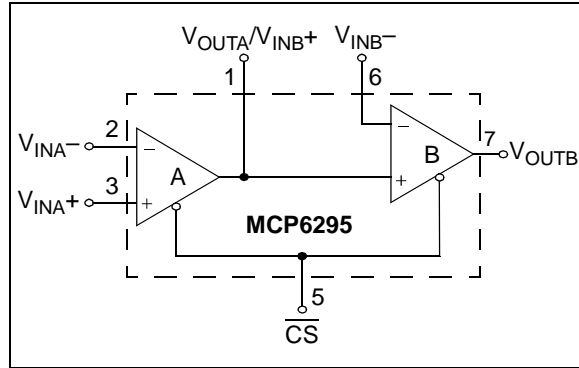 VOUTA/VINB+ VINB–
1 6
2 VINA– – A
3 VINA+ +
– B +
7 VOUTB
MCP6295
5
CS